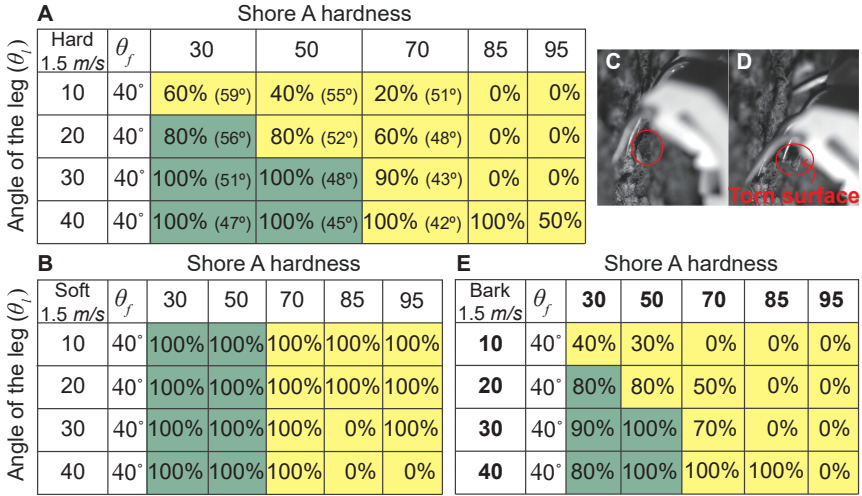 A
Shore A hardness
Angle of the leg (θl)
Hard 1.5 m/s θf 30 50 70 85 95
10 40° 60% (59º) 40% (55º) 20% (51º) 0% 0%
20 40° 80% (56º) 80% (52º) 60% (48º) 0% 0%
30 40° 100% (51º) 100% (48º) 90% (43º) 0% 0%
40 40° 100% (47º) 100% (45º) 100% (42º) 100% 50%
C
D
Torn surface
B
Shore A hardness
Angle of the leg (θl)
Soft 1.5 m/s θf 30 50 70 85 95
10 40° 100% 100% 100% 100% 100%
20 40° 100% 100% 100% 100% 100%
30 40° 100% 100% 100% 0% 100%
40 40° 100% 100% 100% 0% 0%
E
Shore A hardness
Bark 1.5 m/s θf 30 50 70 85 95
10 40° 40% 30% 0% 0% 0%
20 40° 80% 80% 50% 0% 0%
30 40° 90% 100% 70% 0% 0%
40 40° 80% 100% 100% 100% 0%